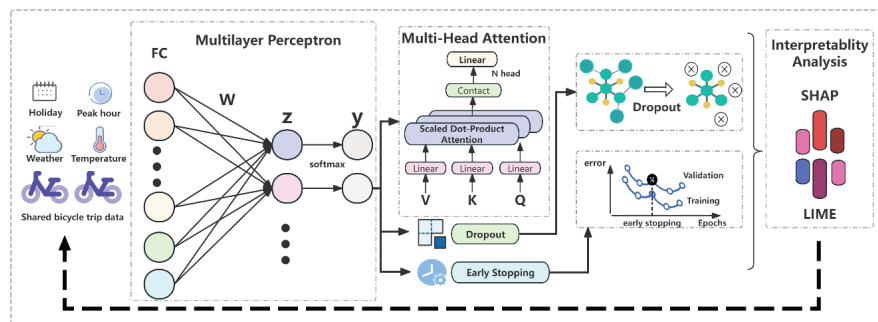 Holiday
Peak hour
Weather
Temperature
Shared bicycle trip data
Multilayer Perceptron
FC
W
z
y
softmax
Multi-Head Attention
Linear
N head
Contact
Scaled Dot-Product
Attention
Linear
Linear
Linear
V
K
Q
Dropout
Early Stopping
Dropout
error
Validation
Training
early stopping
Epochs
Interpretablity
Analysis
SHAP
LIME